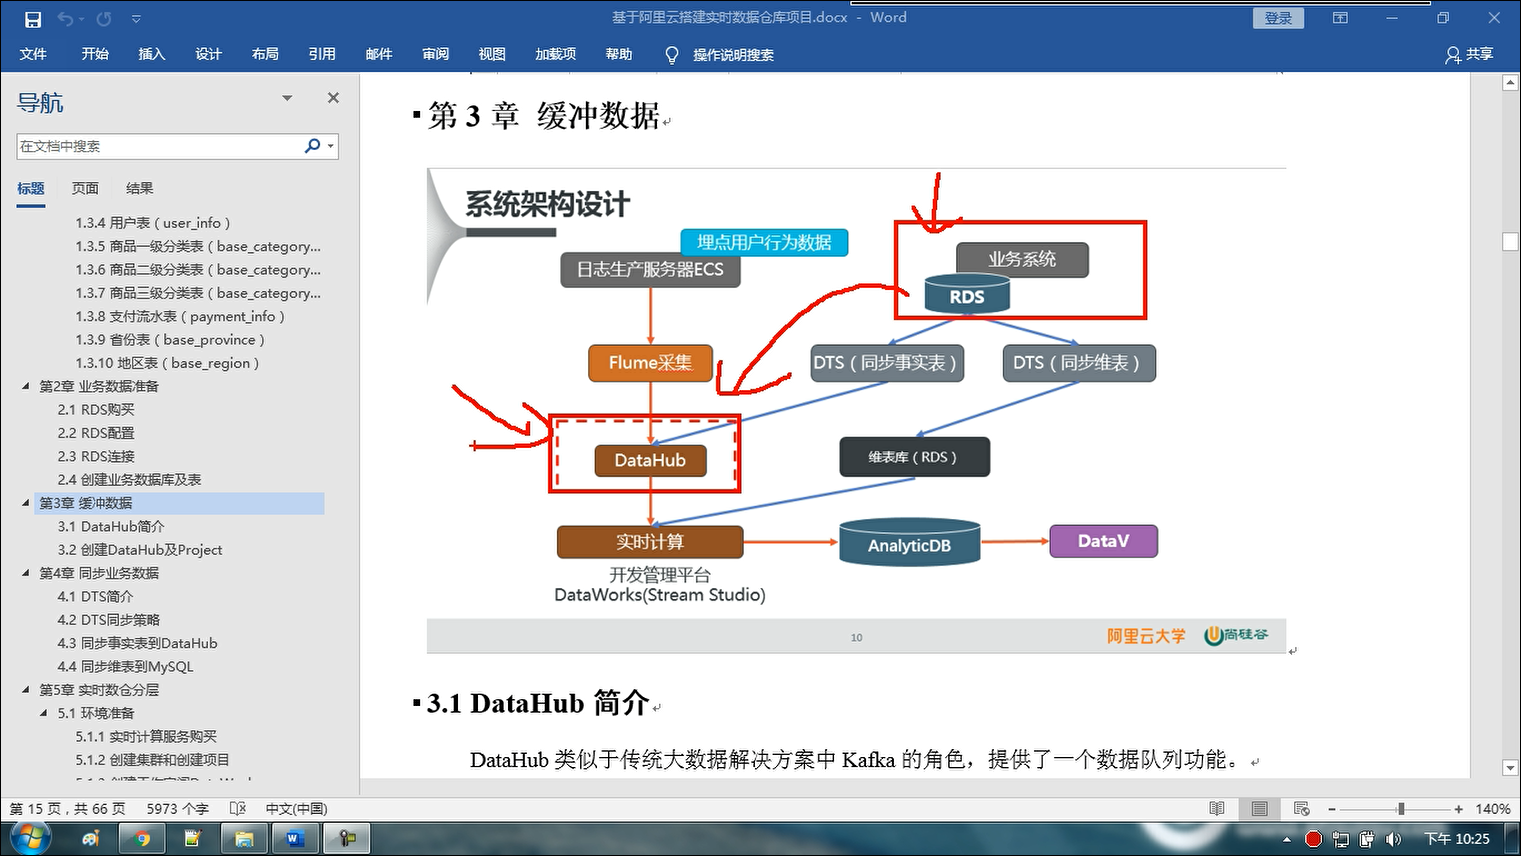 基于阿里云搭建实时数据仓库项目.docx - Word
登录
文件 开始 插入 设计 布局 引用 邮件 审阅 视图 加载项 帮助 操作说明搜索 共享
导航
在文档中搜索
标题 页面 结果
1.3.4 用户表（user_info）
1.3.5 商品一级分类表（base_category...
1.3.6 商品二级分类表（base_category...
1.3.7 商品三级分类表（base_category...
1.3.8 支付流水表（payment_info）
1.3.9 省份表（base_province）
1.3.10 地区表（base_region）
第2章 业务数据准备
2.1 RDS购买
2.2 RDS配置
2.3 RDS连接
2.4 创建业务数据库及表
第3章 缓冲数据
3.1 DataHub简介
3.2 创建DataHub及Project
第4章 同步业务数据
4.1 DTS简介
4.2 DTS同步策略
4.3 同步事实表到DataHub
4.4 同步维表到MySQL
第5章 实时数仓分层
5.1 环境准备
5.1.1 实时计算服务购买
5.1.2 创建集群和创建项目
第 3 章 缓冲数据
系统架构设计
埋点用户行为数据
日志生产服务器ECS
业务系统
RDS
Flume采集
DTS（同步事实表）
DTS（同步维表）
DataHub
维表库（RDS）
实时计算
AnalyticDB
DataV
开发管理平台
DataWorks(Stream Studio)
10
阿里云大学
尚硅谷
3.1 DataHub 简介
DataHub 类似于传统大数据解决方案中 Kafka 的角色，提供了一个数据队列功能。
第 15 页，共 66 页 5973 个字 中文(中国) 140%
下午 10:25